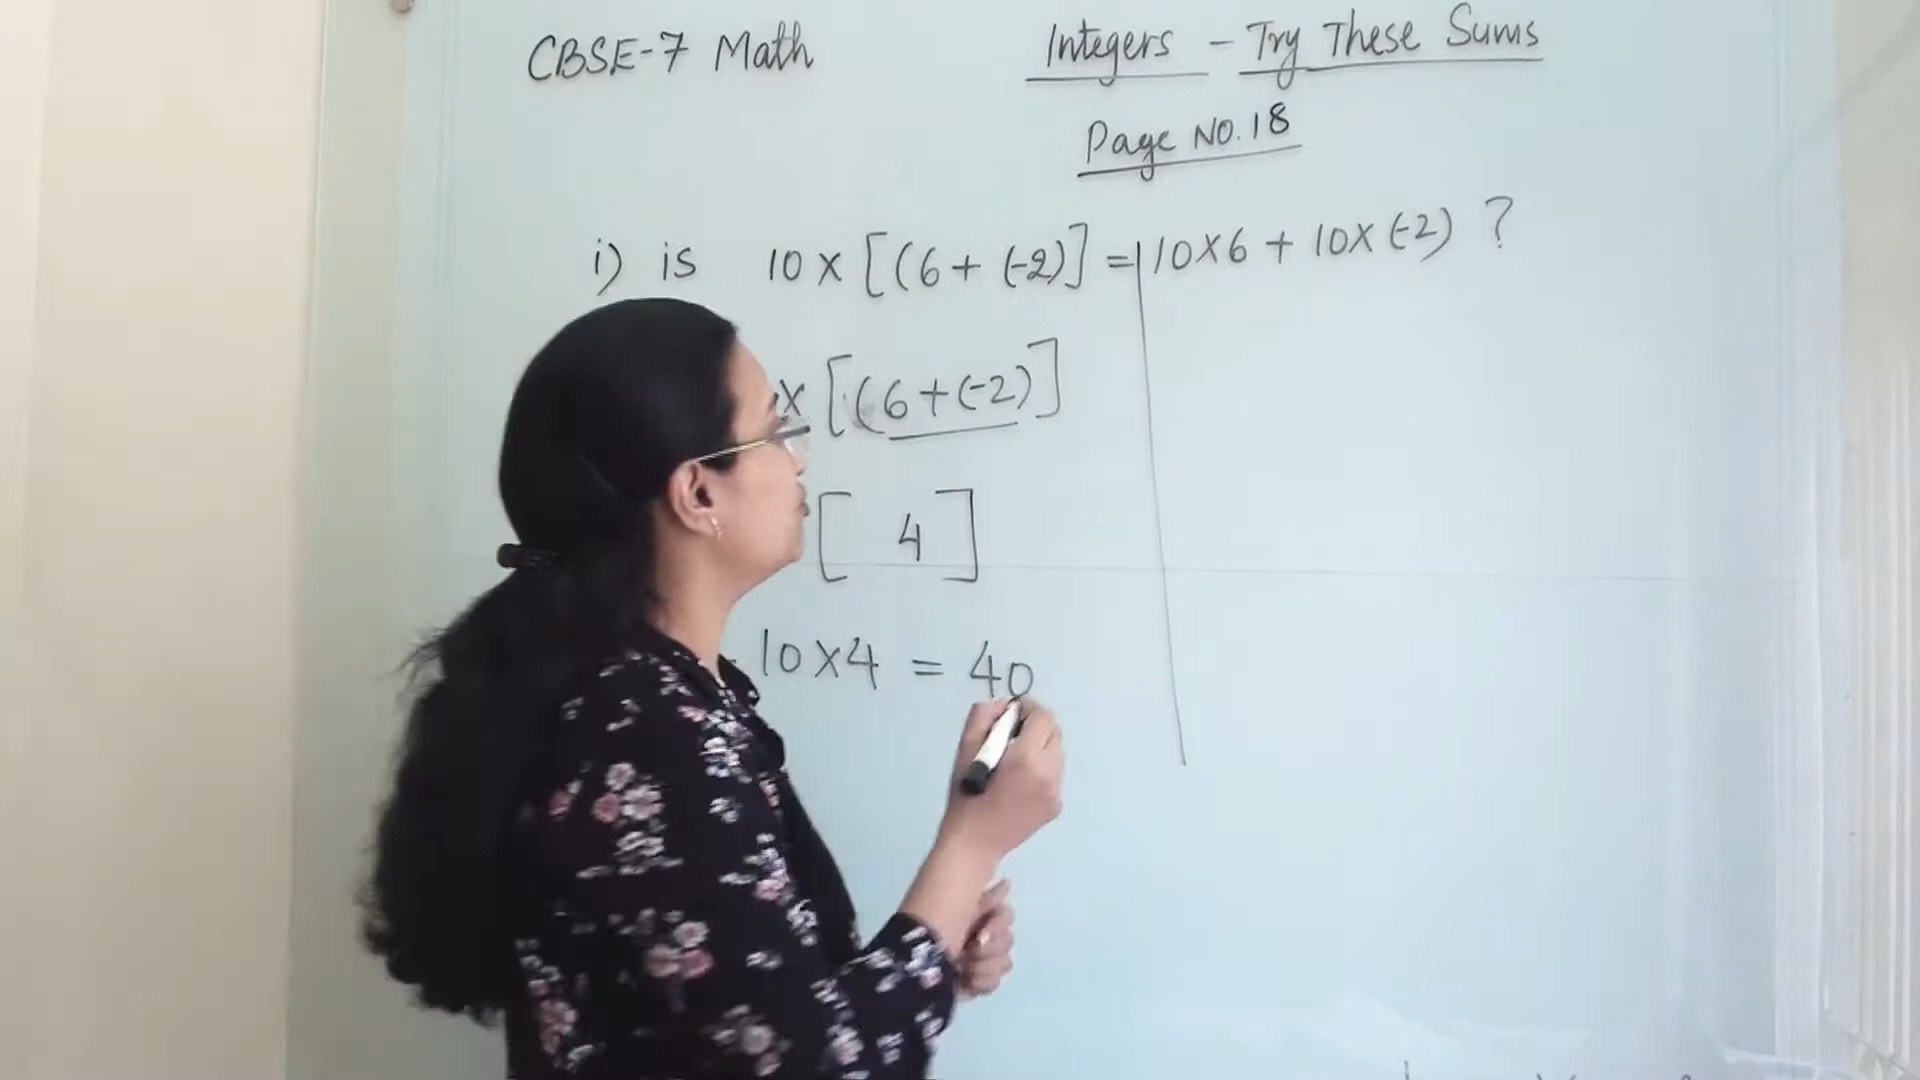 CBSE-7 Math
Integers - Try These Sums
Page No.18
i) is 10 x [(6 + (-2)] = 10x6 + 10x (-2) ?
x [(6+(-2)]
[ 4 ]
10x4 = 40